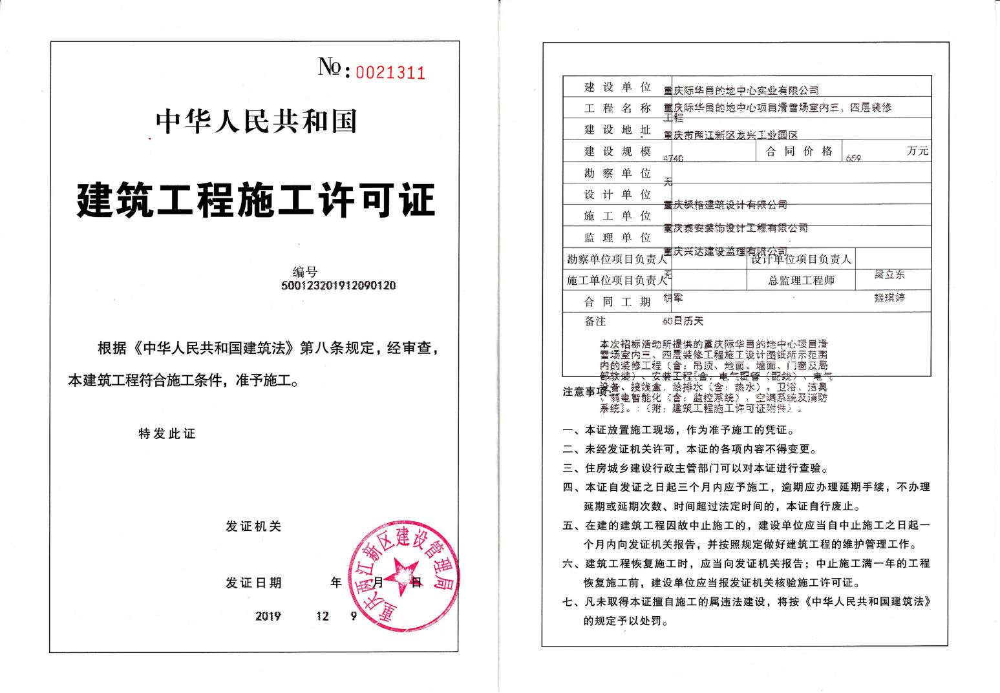 №:0021311
中华人民共和国
建筑工程施工许可证
编号
500123201912090120
根据《中华人民共和国建筑法》第八条规定，经审查，
本建筑工程符合施工条件，准予施工。
特发此证
发证机关
发证日期 年 月 日
2019 12 9
重庆两江新区建设管理局
建设单位 重庆际华目的地中心实业有限公司
工程名称 重庆际华目的地中心项目滑雪场室内三、四层装修
工程
建设地址 重庆市两江新区龙兴工业园区
建设规模 4740 合同价格 659 万元
勘察单位 无
设计单位 重庆枫格建筑设计有限公司
施工单位 重庆泰安装饰设计工程有限公司
监理单位 重庆兴达建设监理有限公司
勘察单位项目负责人 无 设计单位项目负责人 梁立东
施工单位项目负责人 胡军 总监理工程师 姬琪婷
合同工期 60日历天
备注
本次招标活动所提供的重庆际华目的地中心项目滑
雪场室内三、四层装修工程施工设计图纸所示范围
内的装修工程（含：吊顶、地面、墙面、门窗及局
部软装）、安装工程[含：电气配管（配线）、电气
设备、接线盒、给排水（含：热水）、卫浴、洁具
、弱电智能化（含：监控系统）、空调系统及消防
系统]。：（附：建筑工程施工许可证附件）。
注意事项：
一、本证放置施工现场，作为准予施工的凭证。
二、未经发证机关许可，本证的各项内容不得变更。
三、住房城乡建设行政主管部门可以对本证进行查验。
四、本证自发证之日起三个月内应予施工，逾期应办理延期手续，不办理
延期或延期次数、时间超过法定时间的，本证自行废止。
五、在建的建筑工程因故中止施工的，建设单位应当自中止施工之日起一
个月内向发证机关报告，并按照规定做好建筑工程的维护管理工作。
六、建筑工程恢复施工时，应当向发证机关报告；中止施工满一年的工程
恢复施工前，建设单位应当报发证机关核验施工许可证。
七、凡未取得本证擅自施工的属违法建设，将按《中华人民共和国建筑法》
的规定予以处罚。